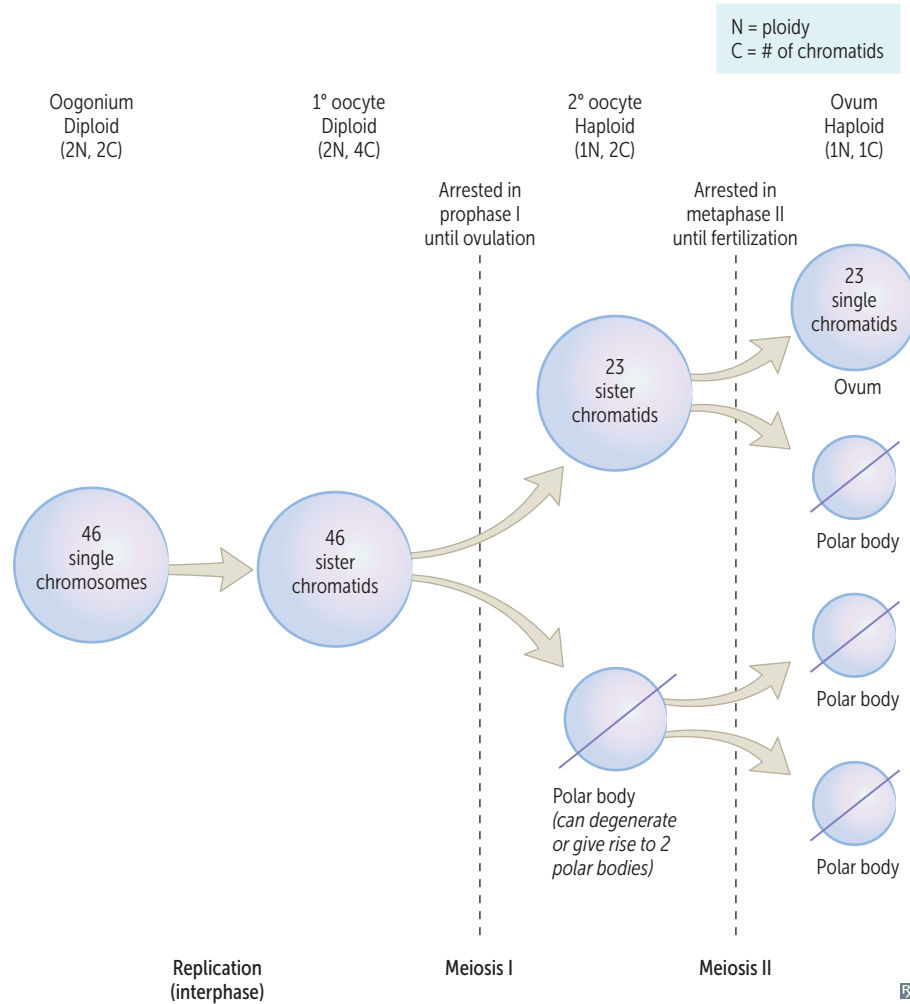 N = ploidy
C = # of chromatids
Oogonium
Diploid
(2N, 2C)
1° oocyte
Diploid
(2N, 4C)
2° oocyte
Haploid
(1N, 2C)
Ovum
Haploid
(1N, 1C)
Arrested in
prophase I
until ovulation
Arrested in
metaphase II
until fertilization
46
single
chromosomes
46
sister
chromatids
23
sister
chromatids
23
single
chromatids
Ovum
Polar body
Polar body
(can degenerate
or give rise to 2
polar bodies)
Polar body
Polar body
Replication
(interphase)
Meiosis I
Meiosis II